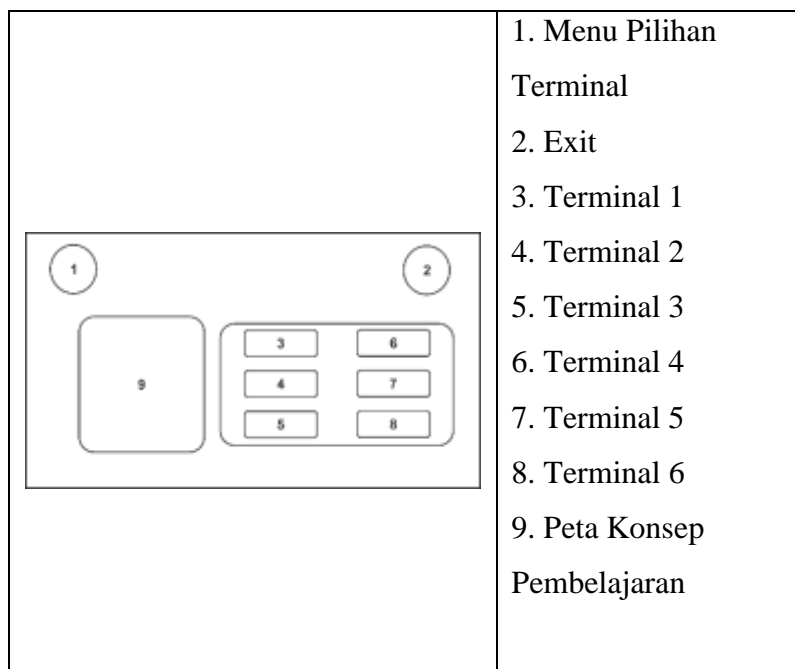 1. Menu Pilihan
Terminal
2. Exit
3. Terminal 1
4. Terminal 2
5. Terminal 3
6. Terminal 4
7. Terminal 5
8. Terminal 6
9. Peta Konsep
Pembelajaran
1 2
3 6
9 4 7
5 8